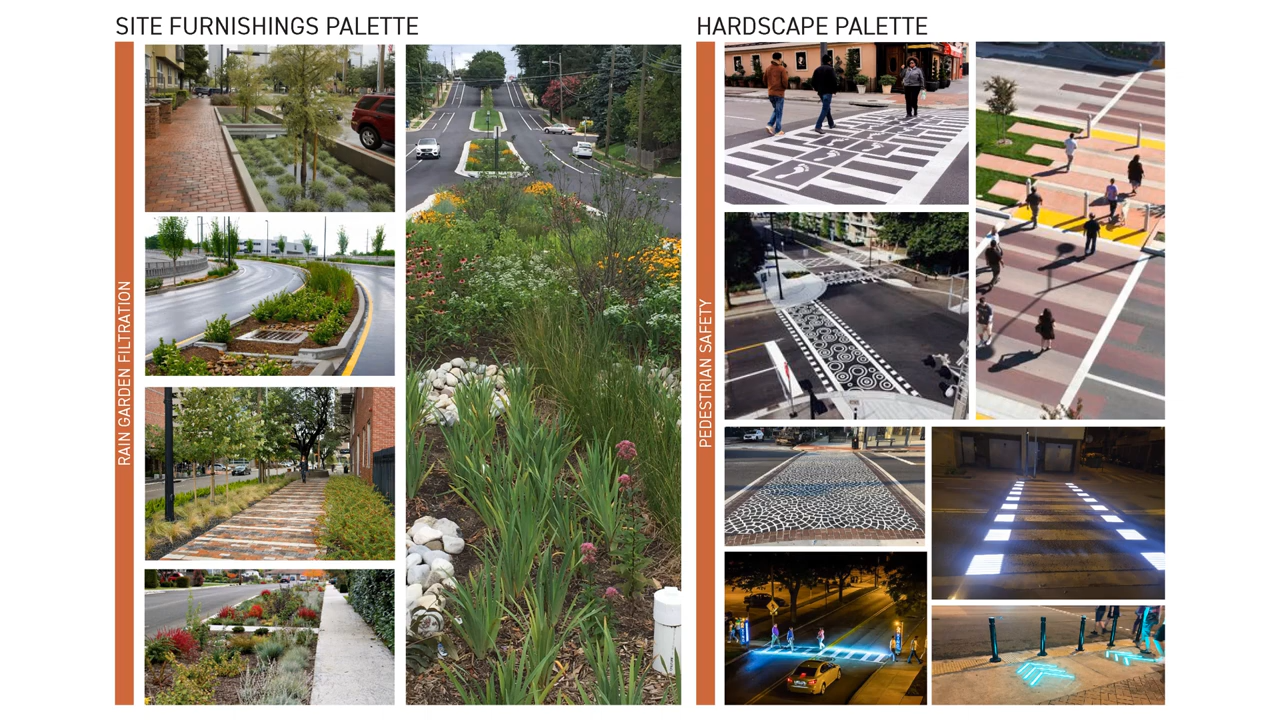 SITE FURNISHINGS PALETTE
HARDSCAPE PALETTE
RAIN GARDEN FILTRATION
PEDESTRIAN SAFETY